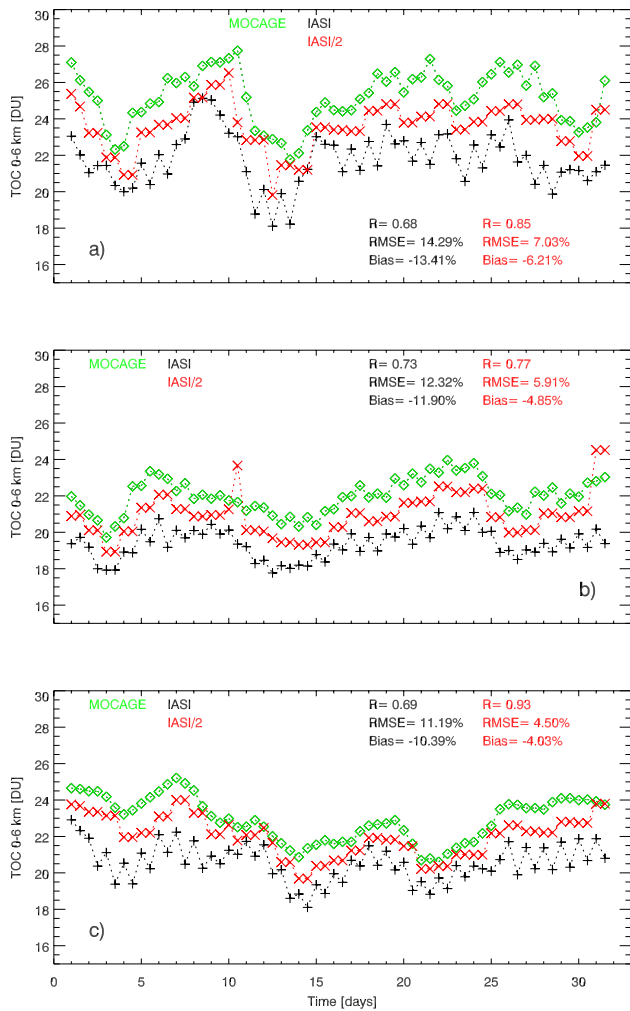 30
MOCAGE IASI
28
IASI/2
26
24
TOC 0-6 km [DU]
22
20
R= 0.68 R= 0.85
18
RMSE= 14.29% RMSE= 7.03%
a)
Bias= -13.41% Bias= -6.21%
16
30
MOCAGE IASI R= 0.73 R= 0.77
IASI/2 RMSE= 12.32% RMSE= 5.91%
28
Bias= -11.90% Bias= -4.85%
26
24
TOC 0-6 km [DU]
22
20
18
b)
16
30
MOCAGE IASI R= 0.69 R= 0.93
IASI/2 RMSE= 11.19% RMSE= 4.50%
28
Bias= -10.39% Bias= -4.03%
26
24
TOC 0-6 km [DU]
22
20
18
c)
16
0 5 10 15 20 25 30
Time [days]